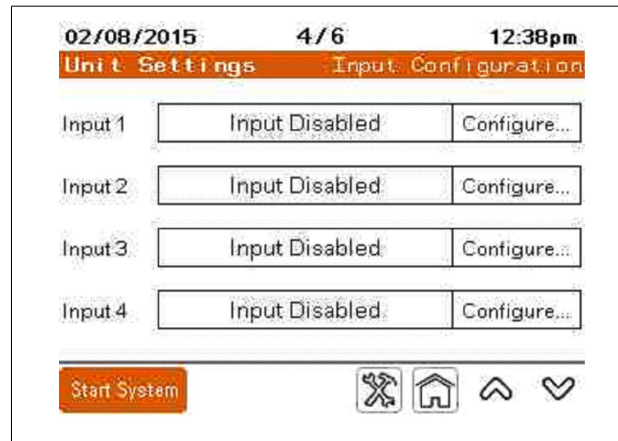 02/08/2015 4/6 12:38pm
Unit Settings Input Configuration
Input 1 Input Disabled Configure...
Input 2 Input Disabled Configure...
Input 3 Input Disabled Configure...
Input 4 Input Disabled Configure...
Start System